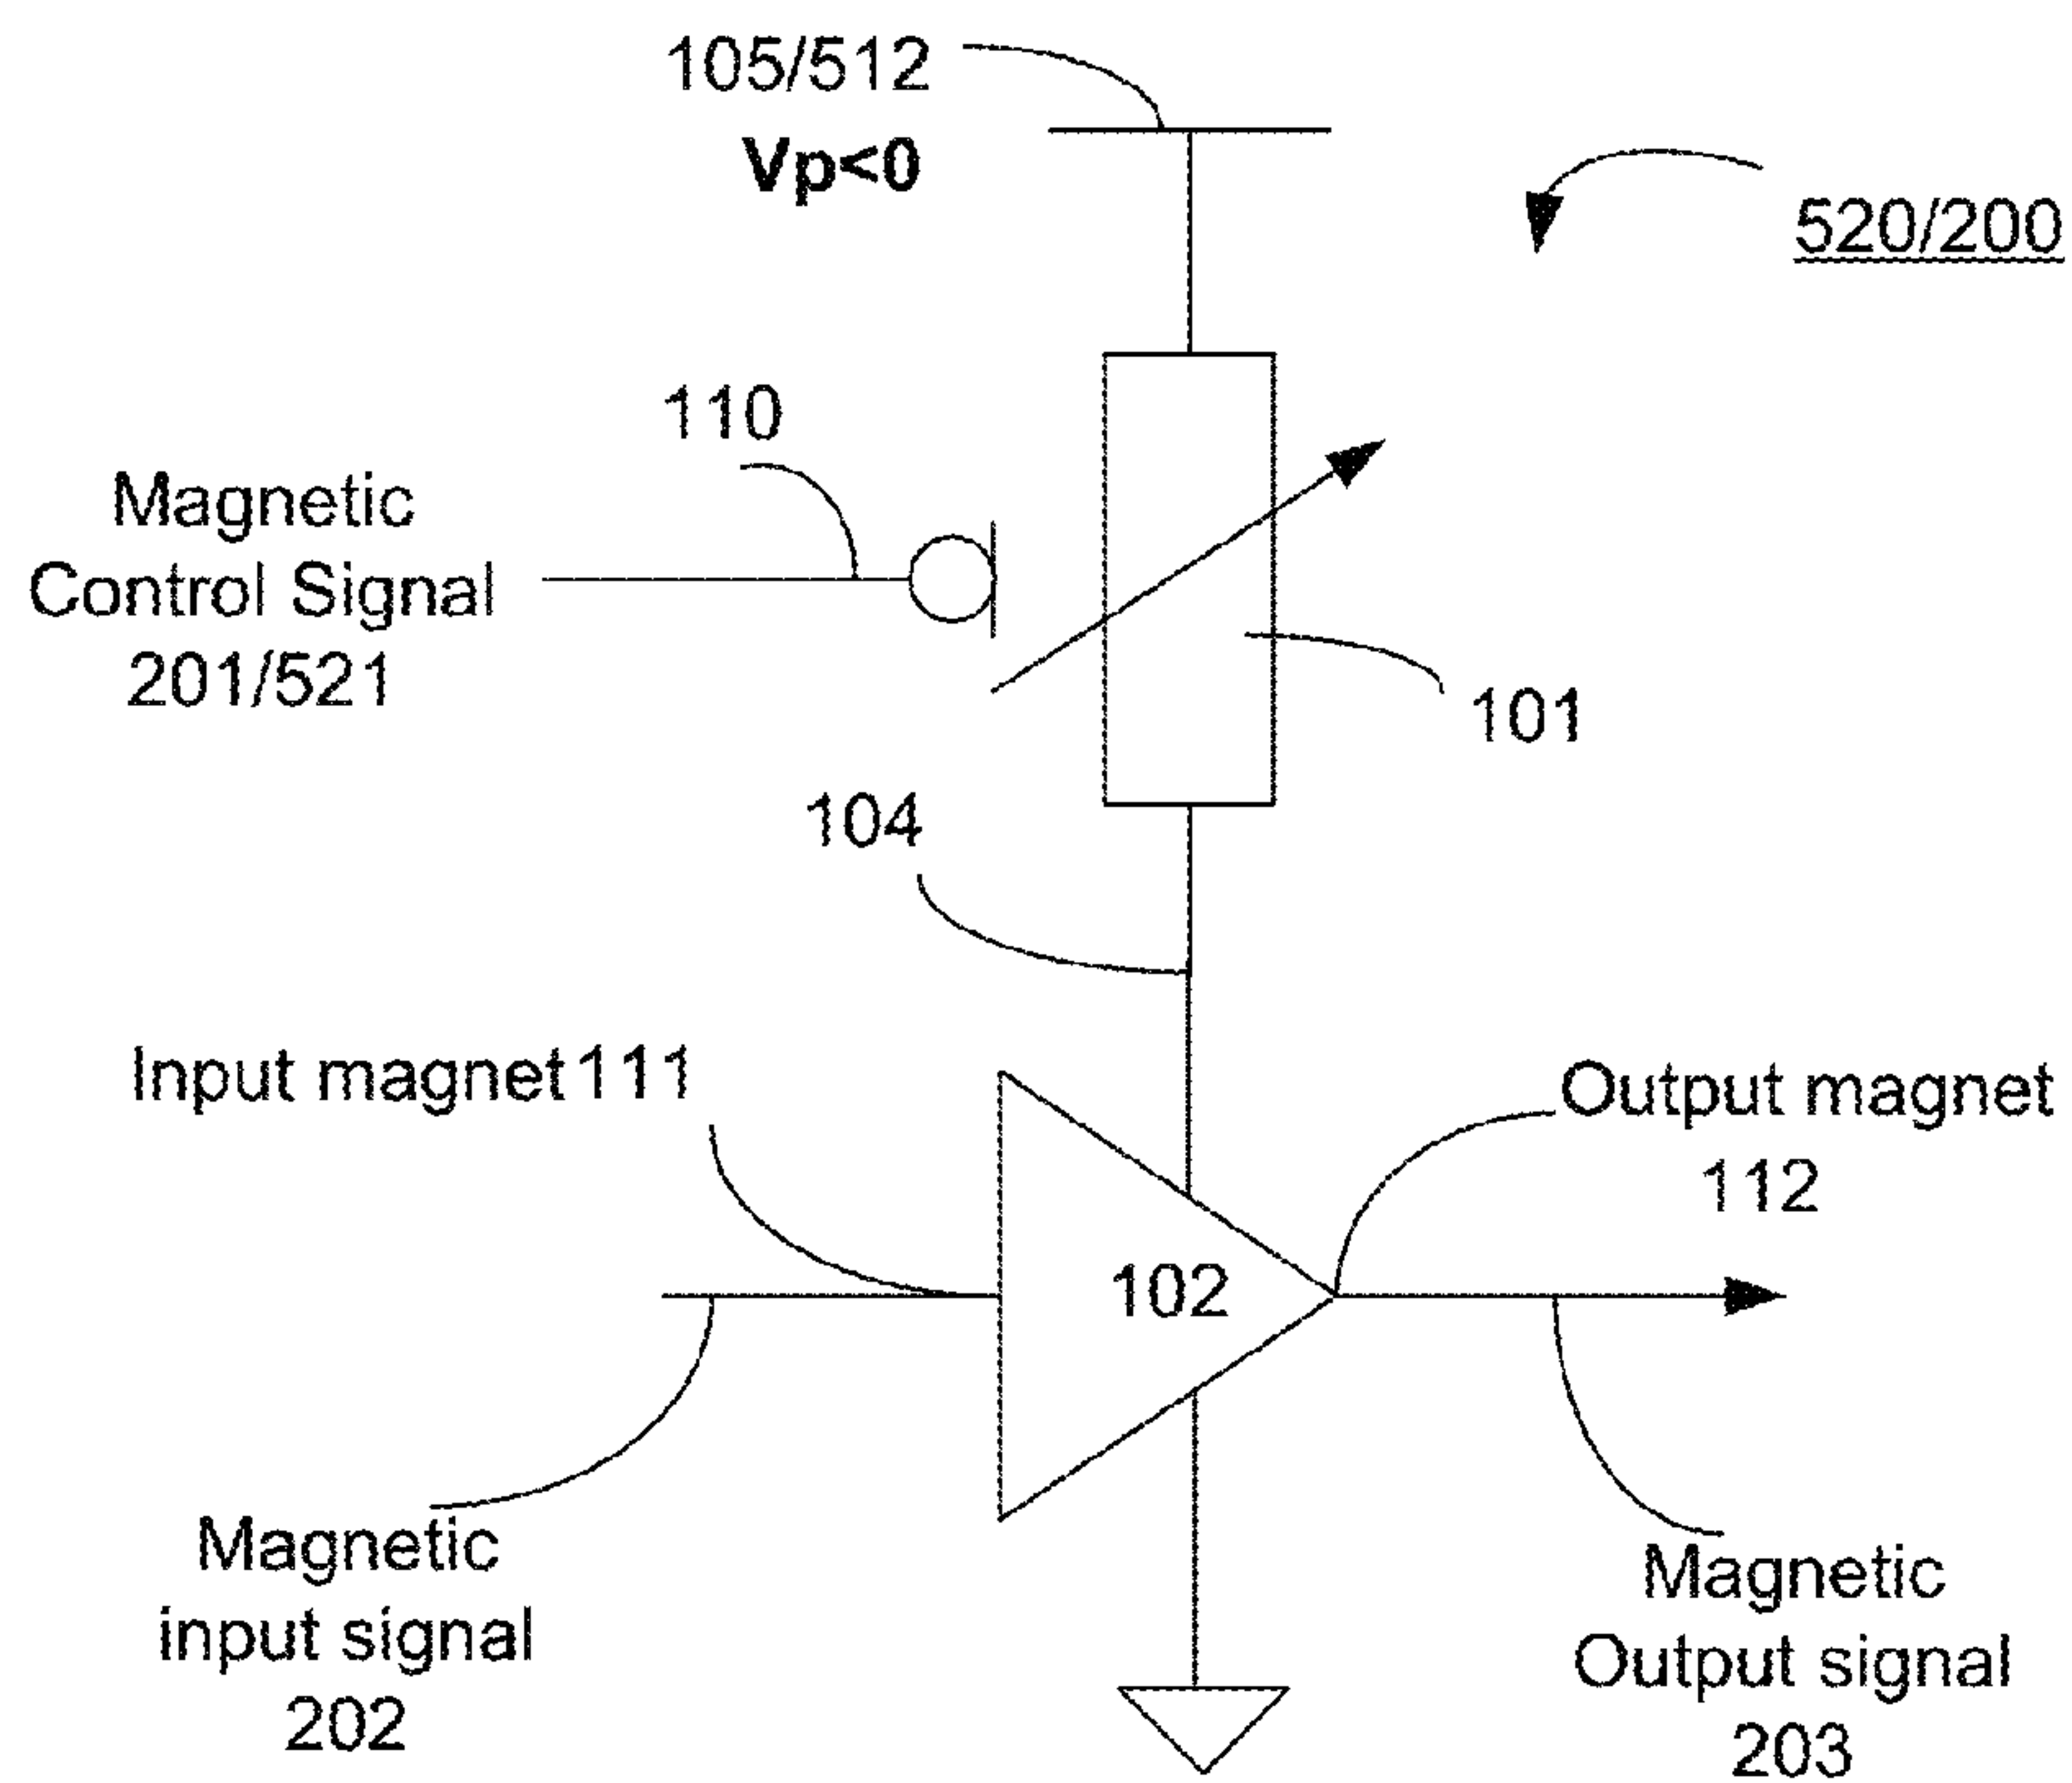 105/512
Vp<0
520/200
110
Magnetic
Control Signal
201/521
101
104
Input magnet 111
Output magnet
112
102
Magnetic
input signal
202
Magnetic
Output signal
203